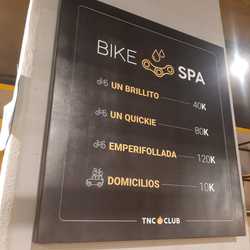 BIKE SPA
UN BRILLITO 40K
UN QUICKIE 80K
EMPERIFOLLADA 120K
DOMICILIOS 10K
TNC CLUB